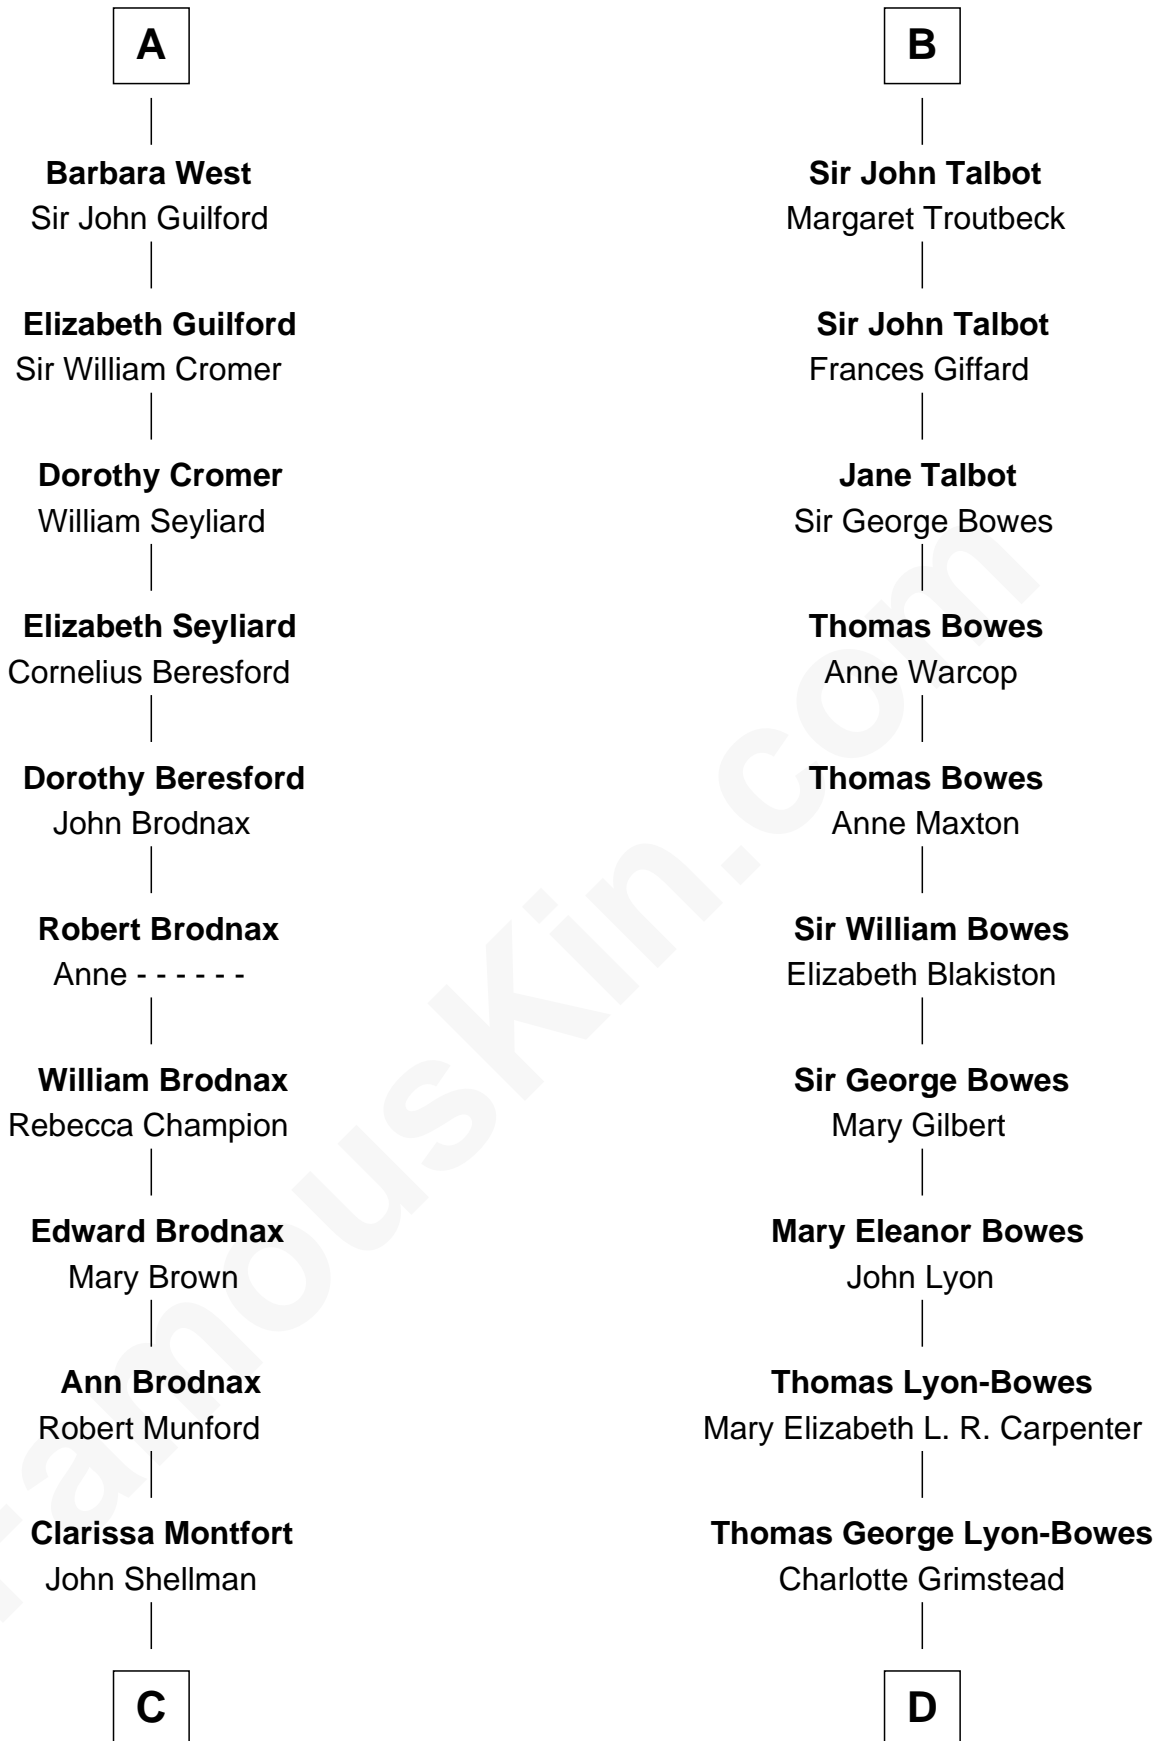 A
Barbara West
Sir John Guilford
Elizabeth Guilford
Sir William Cromer
Dorothy Cromer
William Seyliard
Elizabeth Seyliard
Cornelius Beresford
Dorothy Beresford
John Brodnax
Robert Brodnax
Anne - - - - - -
William Brodnax
Rebecca Champion
Edward Brodnax
Mary Brown
Ann Brodnax
Robert Munford
Clarissa Montfort
John Shellman
C
B
Sir John Talbot
Margaret Troutbeck
Sir John Talbot
Frances Giffard
Jane Talbot
Sir George Bowes
Thomas Bowes
Anne Warcop
Thomas Bowes
Anne Maxton
Sir William Bowes
Elizabeth Blakiston
Sir George Bowes
Mary Gilbert
Mary Eleanor Bowes
John Lyon
Thomas Lyon-Bowes
Mary Elizabeth L. R. Carpenter
Thomas George Lyon-Bowes
Charlotte Grimstead
D
FamousKin.com